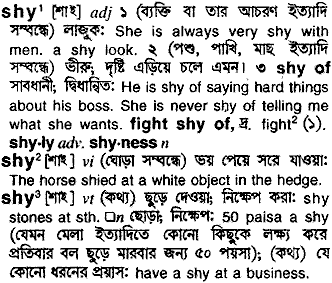 shy¹ [শাই] adj ১ (ব্যক্তি বা তার আচরণ ইত্যাদি
সম্বন্ধে) লাজুক: She is always very shy with
men. a shy look. ২ (পশু, পাখি, মাছ ইত্যাদি
সম্বন্ধে) ভীরু; দৃষ্টি এড়িয়ে চলে এমন। ৩ shy of
সাবধানী; দ্বিধান্বিত: He is shy of saying hard things
about his boss. She is never shy of telling me
what she wants. fight shy of, দ্র. fight² (১).
shy·ly adv. shy·ness n
shy² [শাই] vi (ঘোড়া সম্বন্ধে) ভয় পেয়ে সরে যাওয়া:
The horse shied at a white object in the hedge.
shy³ [শাই] vt (কথ্য) ছুড়ে দেওয়া; নিক্ষেপ করা: shy
stones at sth. □n ছোড়া; নিক্ষেপ: 50 paisa a shy
(যেমন মেলা ইত্যাদিতে কোনো কিছুকে লক্ষ্য করে
প্রতিবার বল ছুড়ে মারবার জন্য ৫০ পয়সা); (কথ্য) যে
কোনো ধরনের প্রয়াস: have a shy at a business.